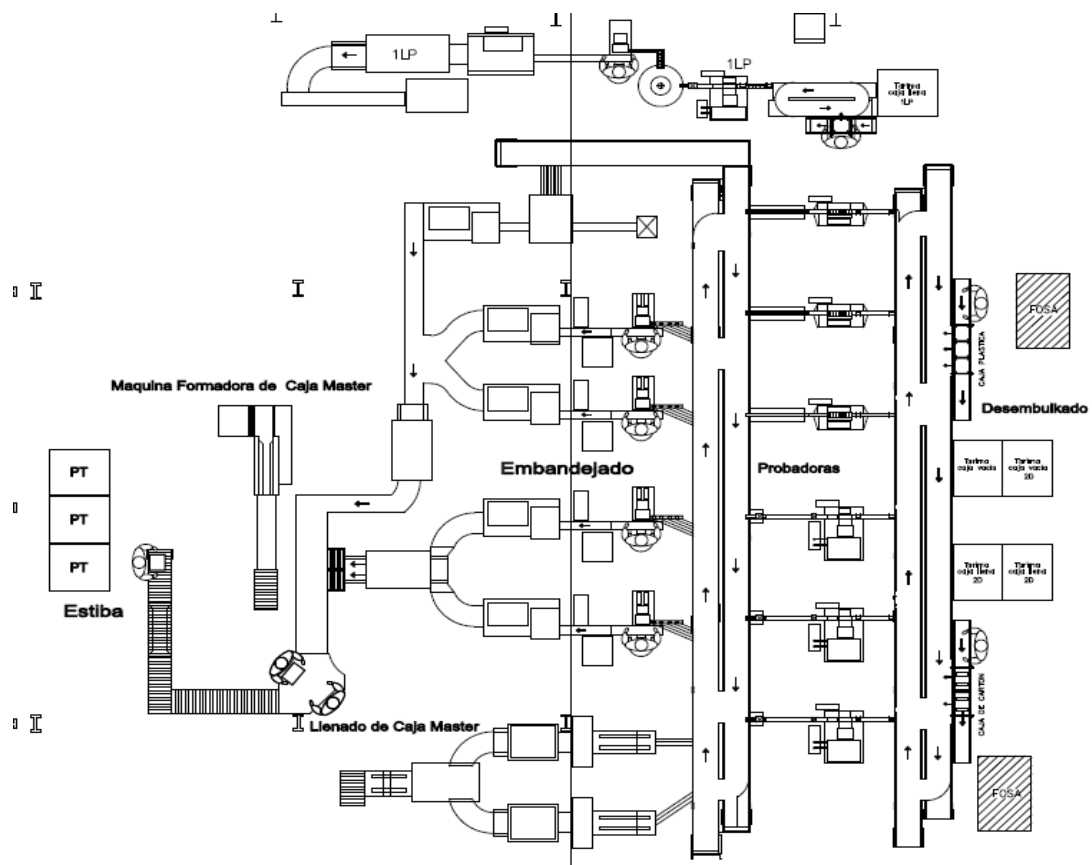 1LP
1LP
Tarima
caja llena
1LP
FOSA
CAJA PLASTICA
Maquina Formadora de Caja Master
Desembulkado
Embandejado
Probadoras
Tarima
caja vacia
Tarima
caja vacia
2D
PT
PT
PT
Tarima
caja llena
2D
Tarima
caja llena
2D
Estiba
CAJA DE CARTON
Llenado de Caja Master
FOSA